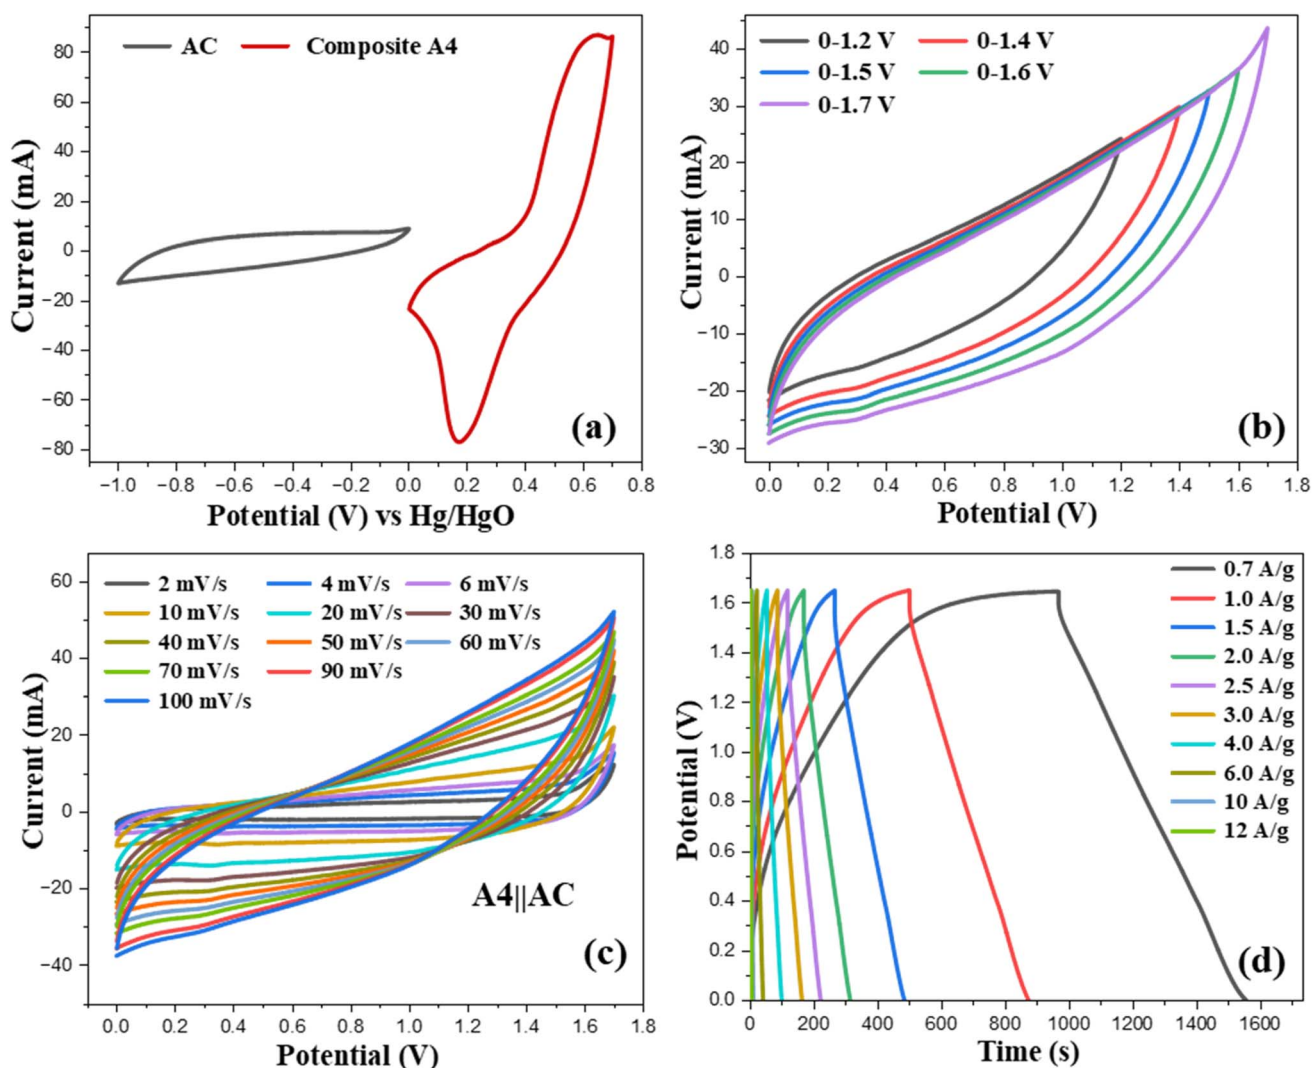 AC Composite A4
Current (mA)
80
60
40
20
0
−20
−40
−60
−80
(a)
−1.0 −0.8 −0.6 −0.4 −0.2 0.0 0.2 0.4 0.6 0.8
Potential (V) vs Hg/HgO
0-1.2 V 0-1.4 V
0-1.5 V 0-1.6 V
0-1.7 V
Current (mA)
40
30
20
10
0
−10
−20
−30
(b)
0.0 0.2 0.4 0.6 0.8 1.0 1.2 1.4 1.6 1.8
Potential (V)
2 mV/s 4 mV/s 6 mV/s
10 mV/s 20 mV/s 30 mV/s
40 mV/s 50 mV/s 60 mV/s
70 mV/s 90 mV/s
100 mV/s
Current (mA)
60
40
20
0
−20
−40
A4||AC
(c)
0.0 0.2 0.4 0.6 0.8 1.0 1.2 1.4 1.6 1.8
Potential (V)
0.7 A/g
1.0 A/g
1.5 A/g
2.0 A/g
2.5 A/g
3.0 A/g
4.0 A/g
6.0 A/g
10 A/g
12 A/g
Potential (V)
1.8
1.6
1.4
1.2
1.0
0.8
0.6
0.4
0.2
0.0
(d)
0 200 400 600 800 1000 1200 1400 1600
Time (s)